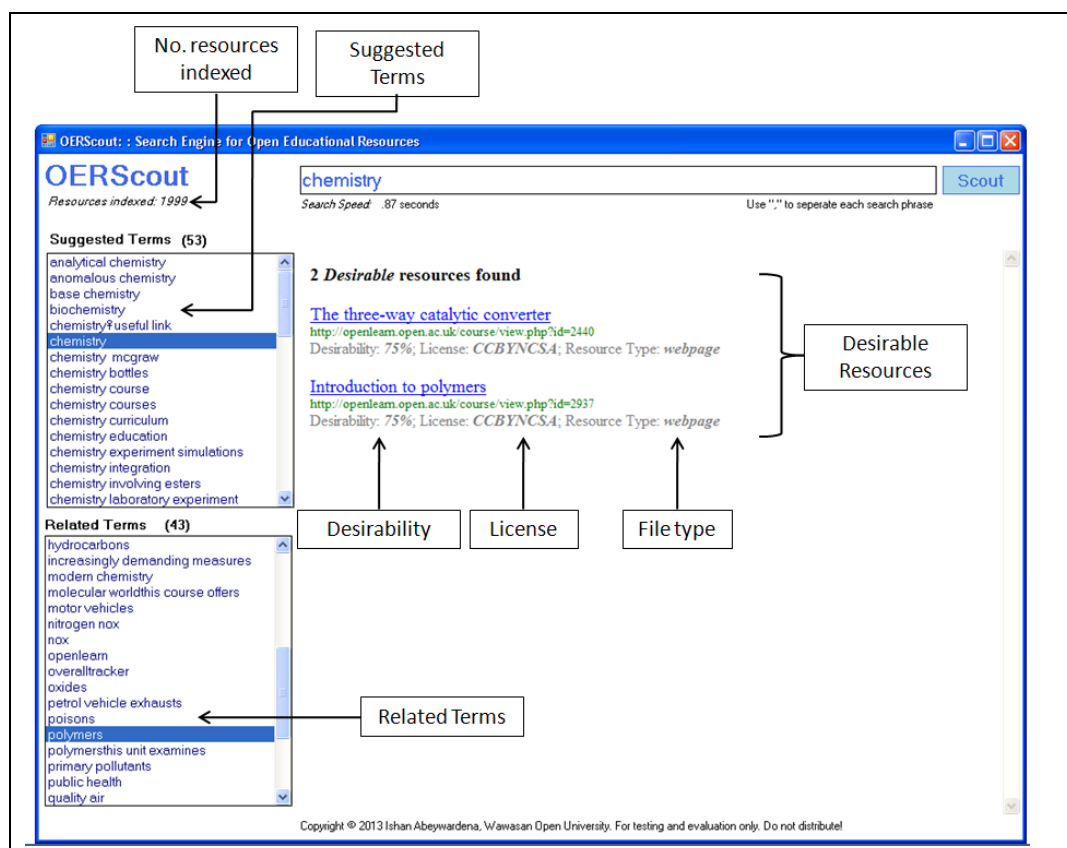 No. resources
indexed
Suggested
Terms
OERScout: : Search Engine for Open Educational Resources
OERScout
Resources indexed: 1999
chemistry
Scout
Search Speed: .87 seconds
Use "," to seperate each search phrase
Suggested Terms (53)
analytical chemistry
anomalous chemistry
base chemistry
biochemistry
chemistry♀useful link
chemistry
chemistry mcgraw
chemistry bottles
chemistry course
chemistry courses
chemistry curriculum
chemistry education
chemistry experiment simulations
chemistry integration
chemistry involving esters
chemistry laboratory experiment
2 Desirable resources found
The three-way catalytic converter
http://openlearn.open.ac.uk/course/view.php?id=2440
Desirability: 75%; License: CCBYNCSA; Resource Type: webpage
Introduction to polymers
http://openlearn.open.ac.uk/course/view.php?id=2937
Desirability: 75%; License: CCBYNCSA; Resource Type: webpage
Desirable
Resources
Desirability
License
File type
Related Terms (43)
hydrocarbons
increasingly demanding measures
modern chemistry
molecular worldthis course offers
motor vehicles
nitrogen nox
nox
openlearn
overalltracker
oxides
petrol vehicle exhausts
poisons
polymers
polymersthis unit examines
primary pollutants
public health
quality air
Related Terms
Copyright © 2013 Ishan Abeywardena, Wawasan Open University. For testing and evaluation only. Do not distribute!